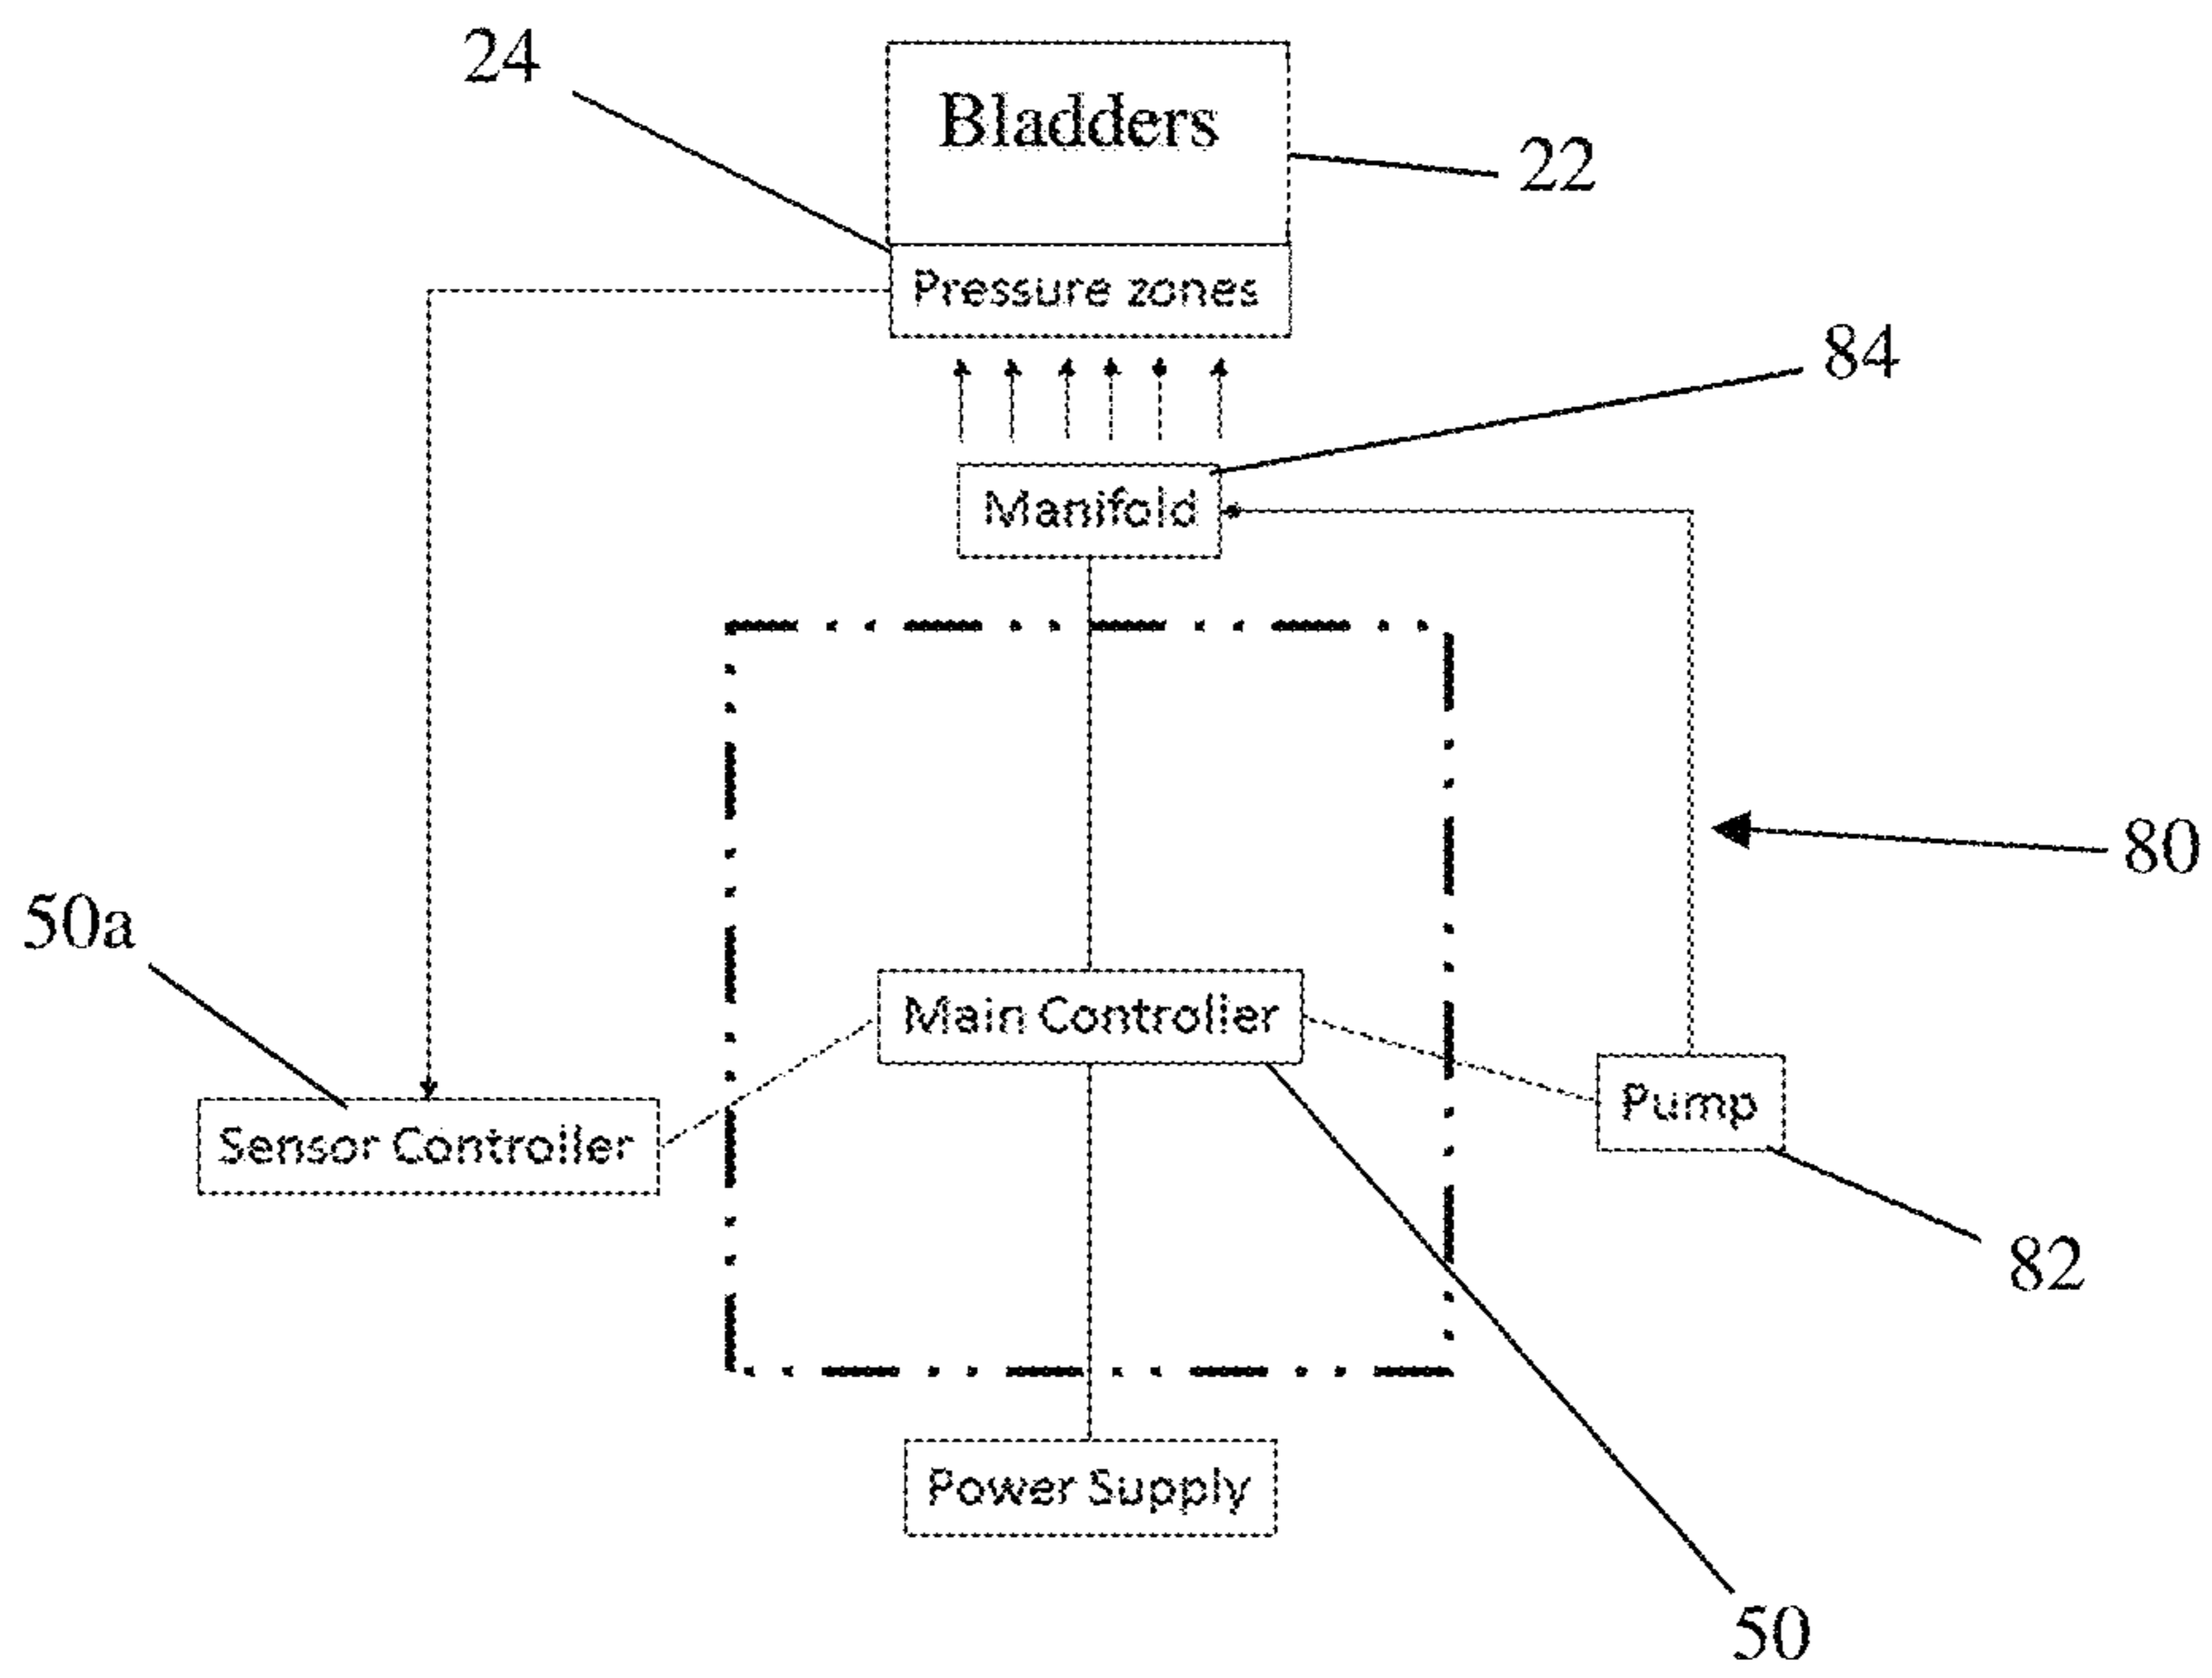 24
Bladders
22
Pressure zones
84
Manifold
80
50a
Main Controller
Pump
Sensor Controller
82
Power Supply
50